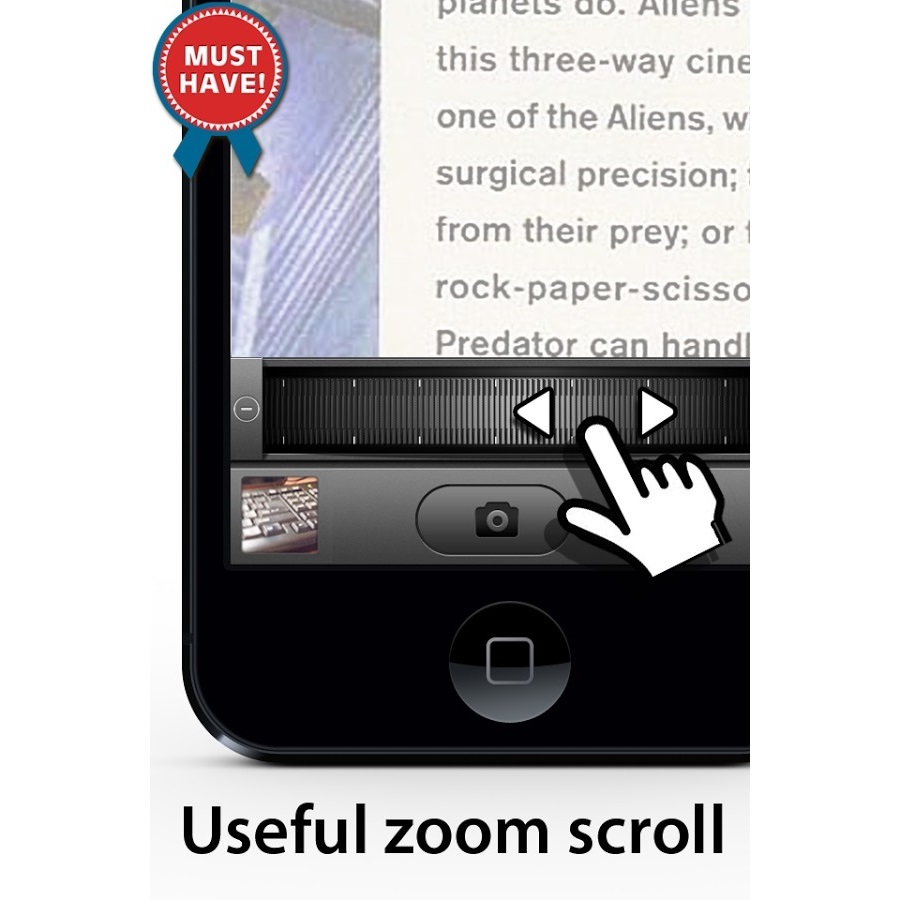 MUST
HAVE!
planets do. Aliens
this three-way cine
one of the Aliens, w
surgical precision;
from their prey; or
rock-paper-scisso
Predator can handl
Useful zoom scroll